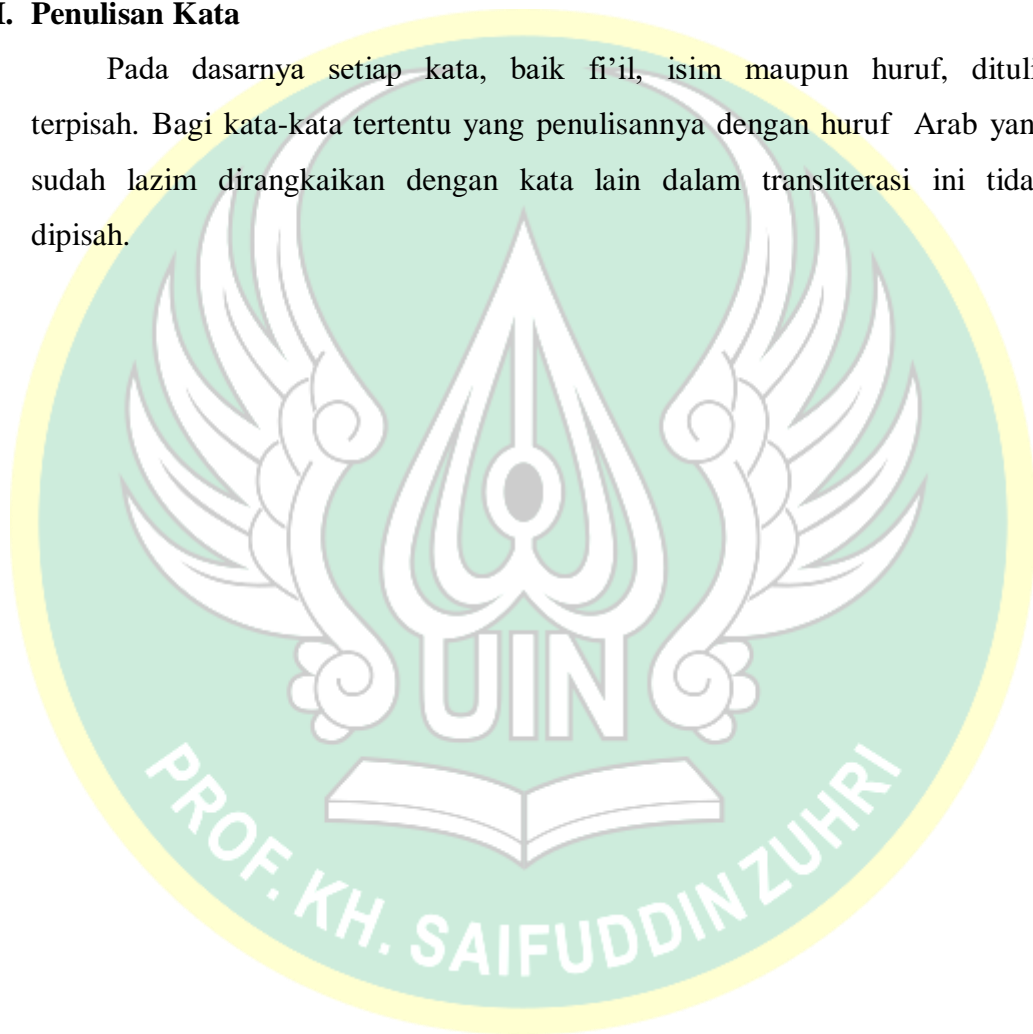 I. Penulisan Kata
Pada dasarnya setiap kata, baik fi’il, isim maupun huruf, dituli
terpisah. Bagi kata-kata tertentu yang penulisannya dengan huruf Arab yan
sudah lazim dirangkaikan dengan kata lain dalam transliterasi ini tida
dipisah.
UIN
PROF. KH. SAIFUDDIN ZUHRI